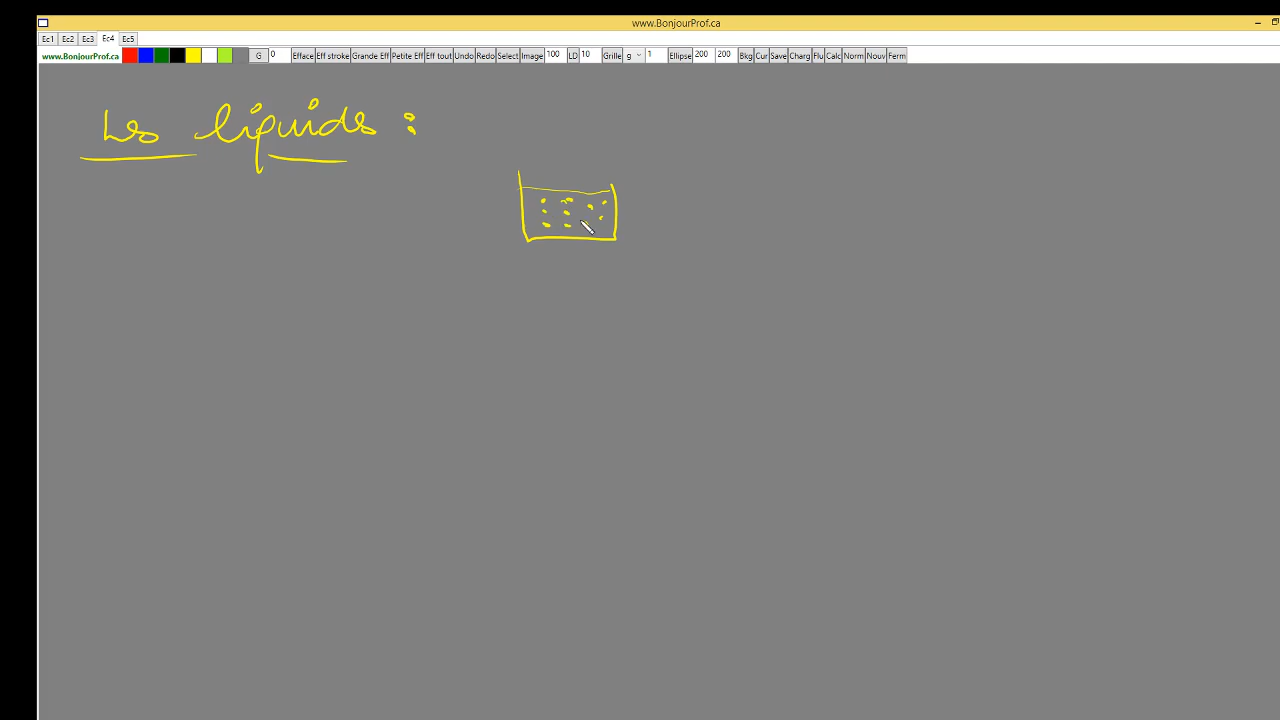 www.BonjourProf.ca
Ec1 Ec2 Ec3 Ec4 Ec5
www.BonjourProf.ca G 0 Efface Eff stroke Grande Eff Petite Eff Eff tout Undo Redo Select Image 100 LD 10 Grille g 1 Ellipse 200 200 Bkg Cur Save Charg Flu Calc Norm Nouv Ferm
Les liquids :